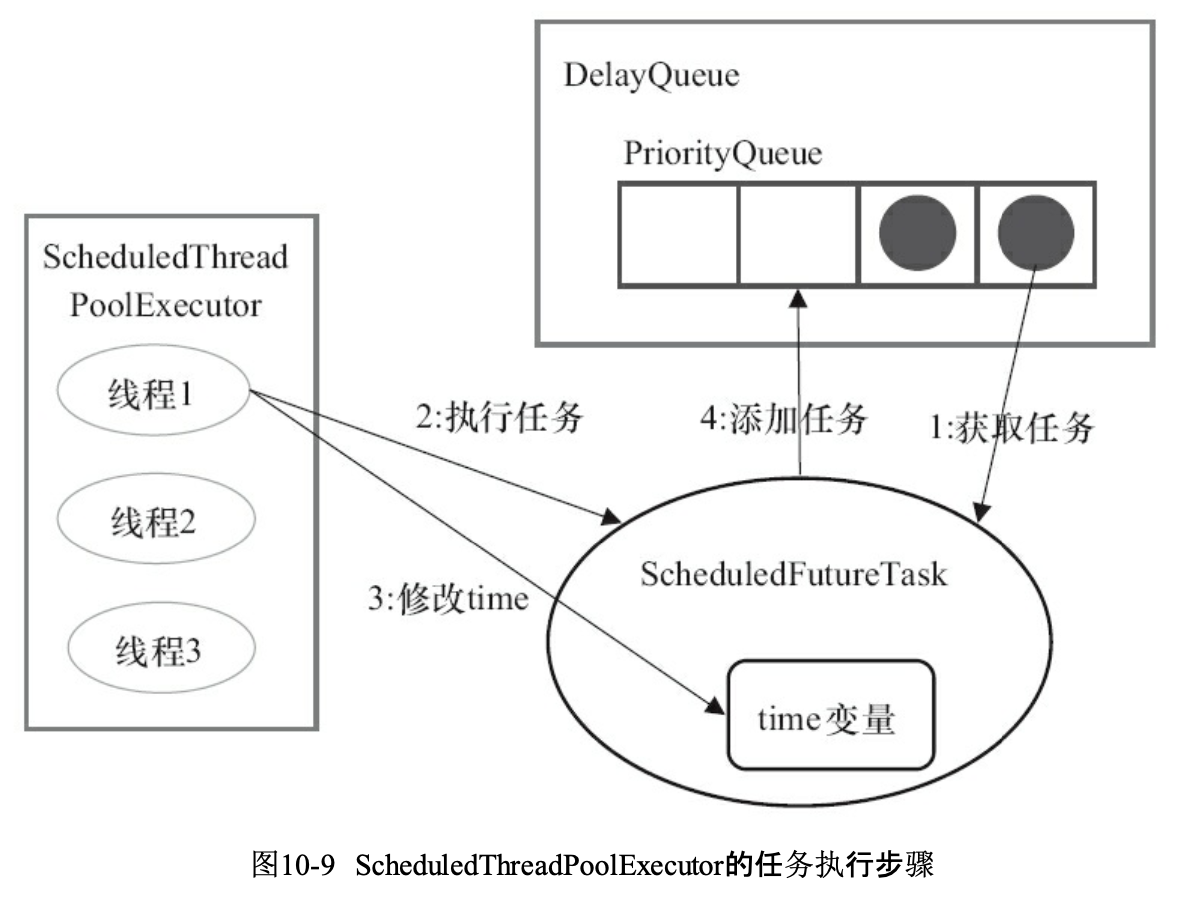 DelayQueue
PriorityQueue
ScheduledThread
PoolExecutor
线程1
线程2
线程3
2:执行任务
4:添加任务
1:获取任务
3:修改time
ScheduledFutureTask
time变量
图10-9 ScheduledThreadPoolExecutor的任务执行步骤